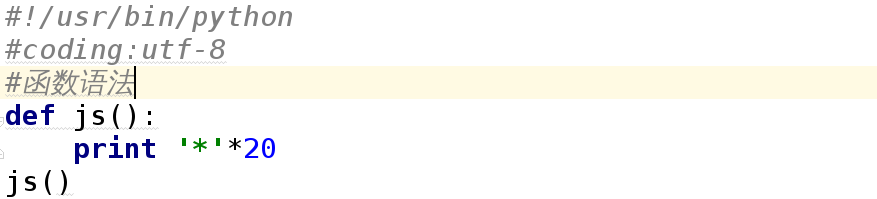 #!/usr/bin/python
#coding:utf-8
#函数语法
def js():
    print '*'*20
js()